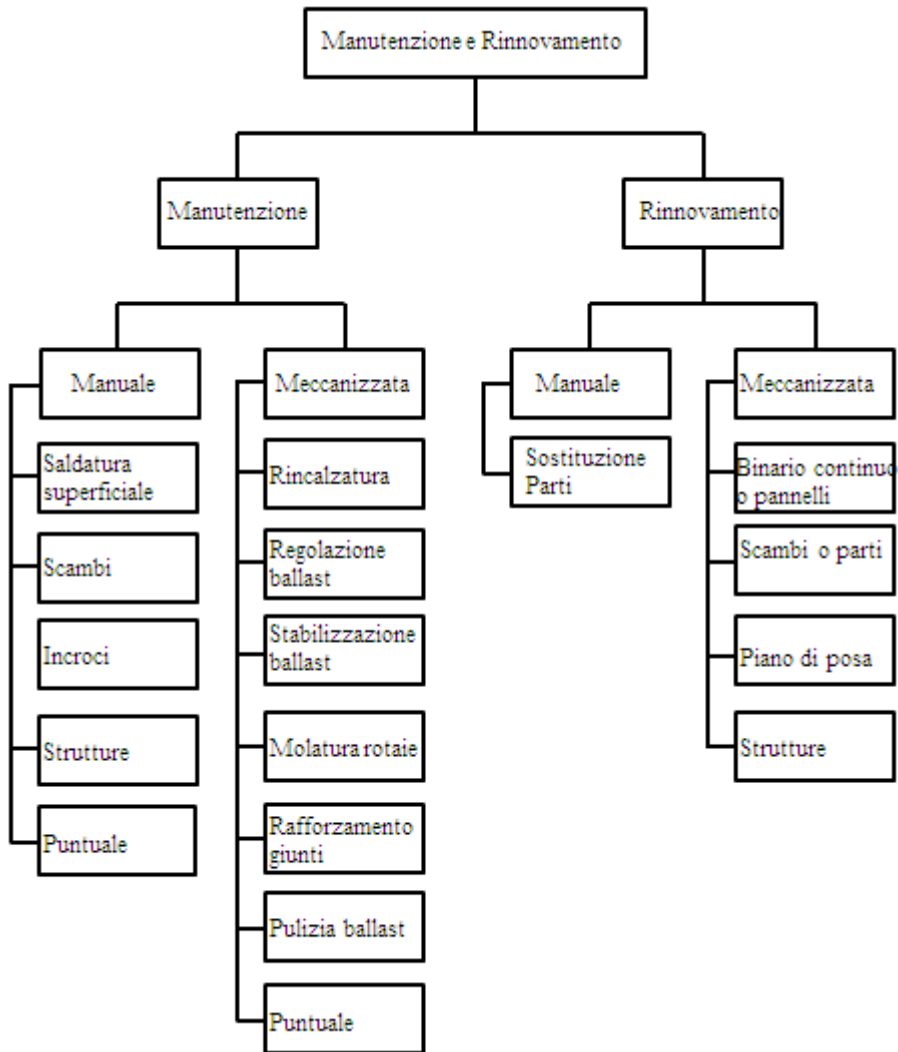 Manutenzione e Rinnovamento
Manutenzione
Rinnovamento
Manuale
Saldatura
superficiale
Scambi
Incroci
Strutture
Puntuale
Meccanizzata
Rincalzatura
Regolazione
ballast
Stabilizzazione
ballast
Molatura rotaie
Rafforzamento
giunti
Pulizia ballast
Puntuale
Manuale
Sostituzione
Parti
Meccanizzata
Binario continuo
o pannelli
Scambi o parti
Piano di posa
Strutture